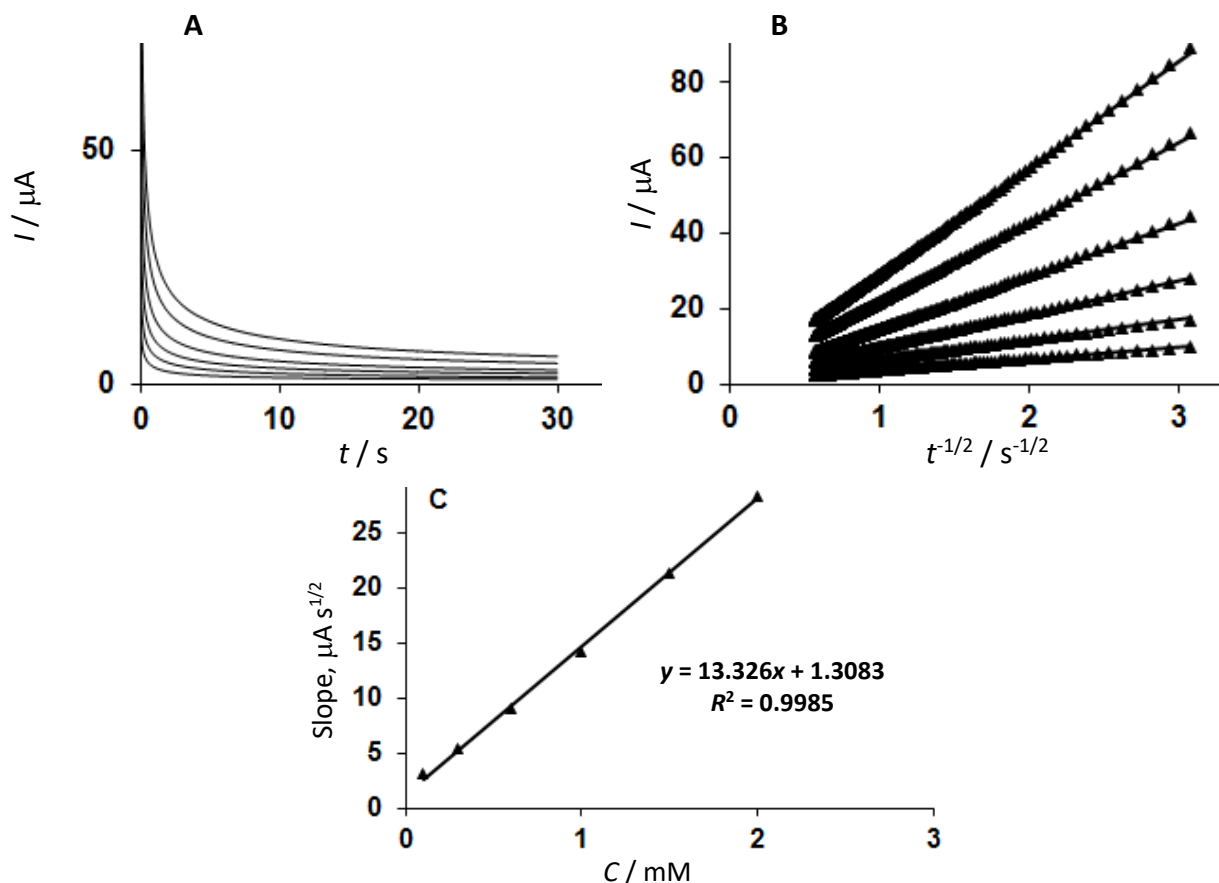 A
I / μA
50
0
0
10
20
30
t / s
B
I / μA
80
60
40
20
0
0
1
2
3
t⁻¹/² / s⁻¹/²
C
Slope, μA s¹/²
25
20
15
10
5
0
y = 13.326x + 1.3083
R² = 0.9985
0
1
2
3
C / mM